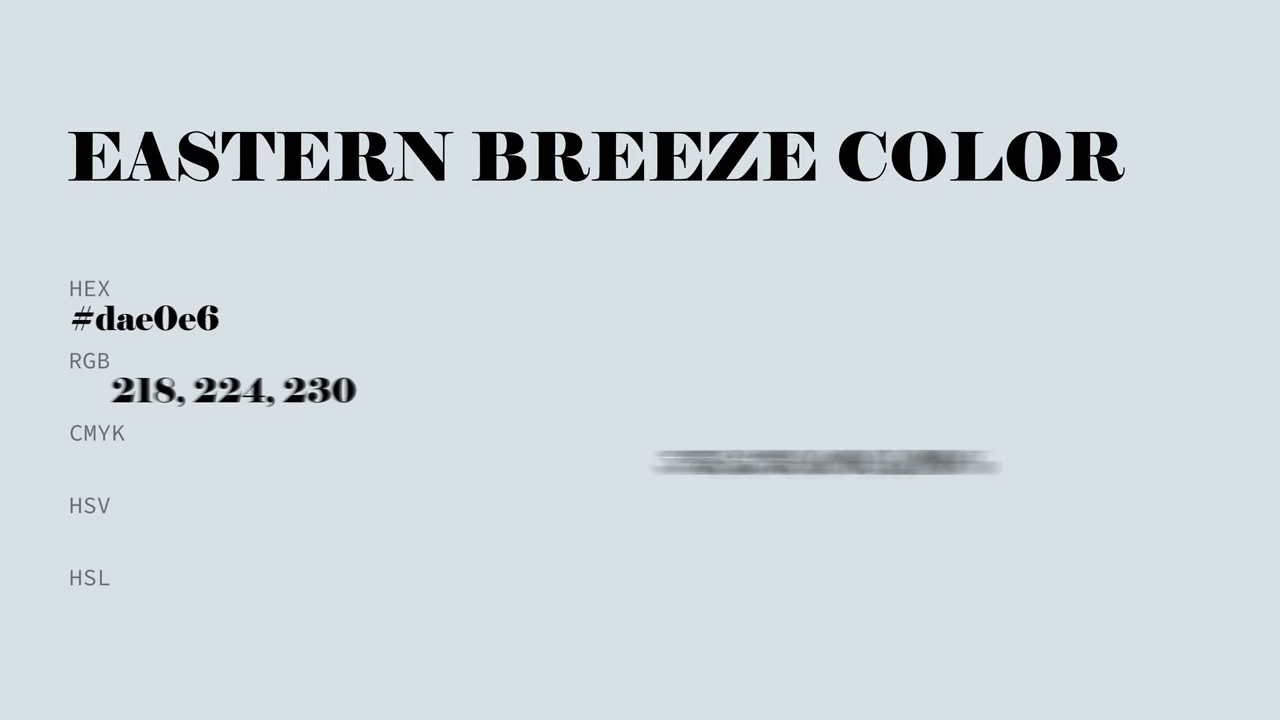 EASTERN BREEZE COLOR
HEX
#dae0e6
RGB
218, 224, 230
CMYK
HSV
HSL